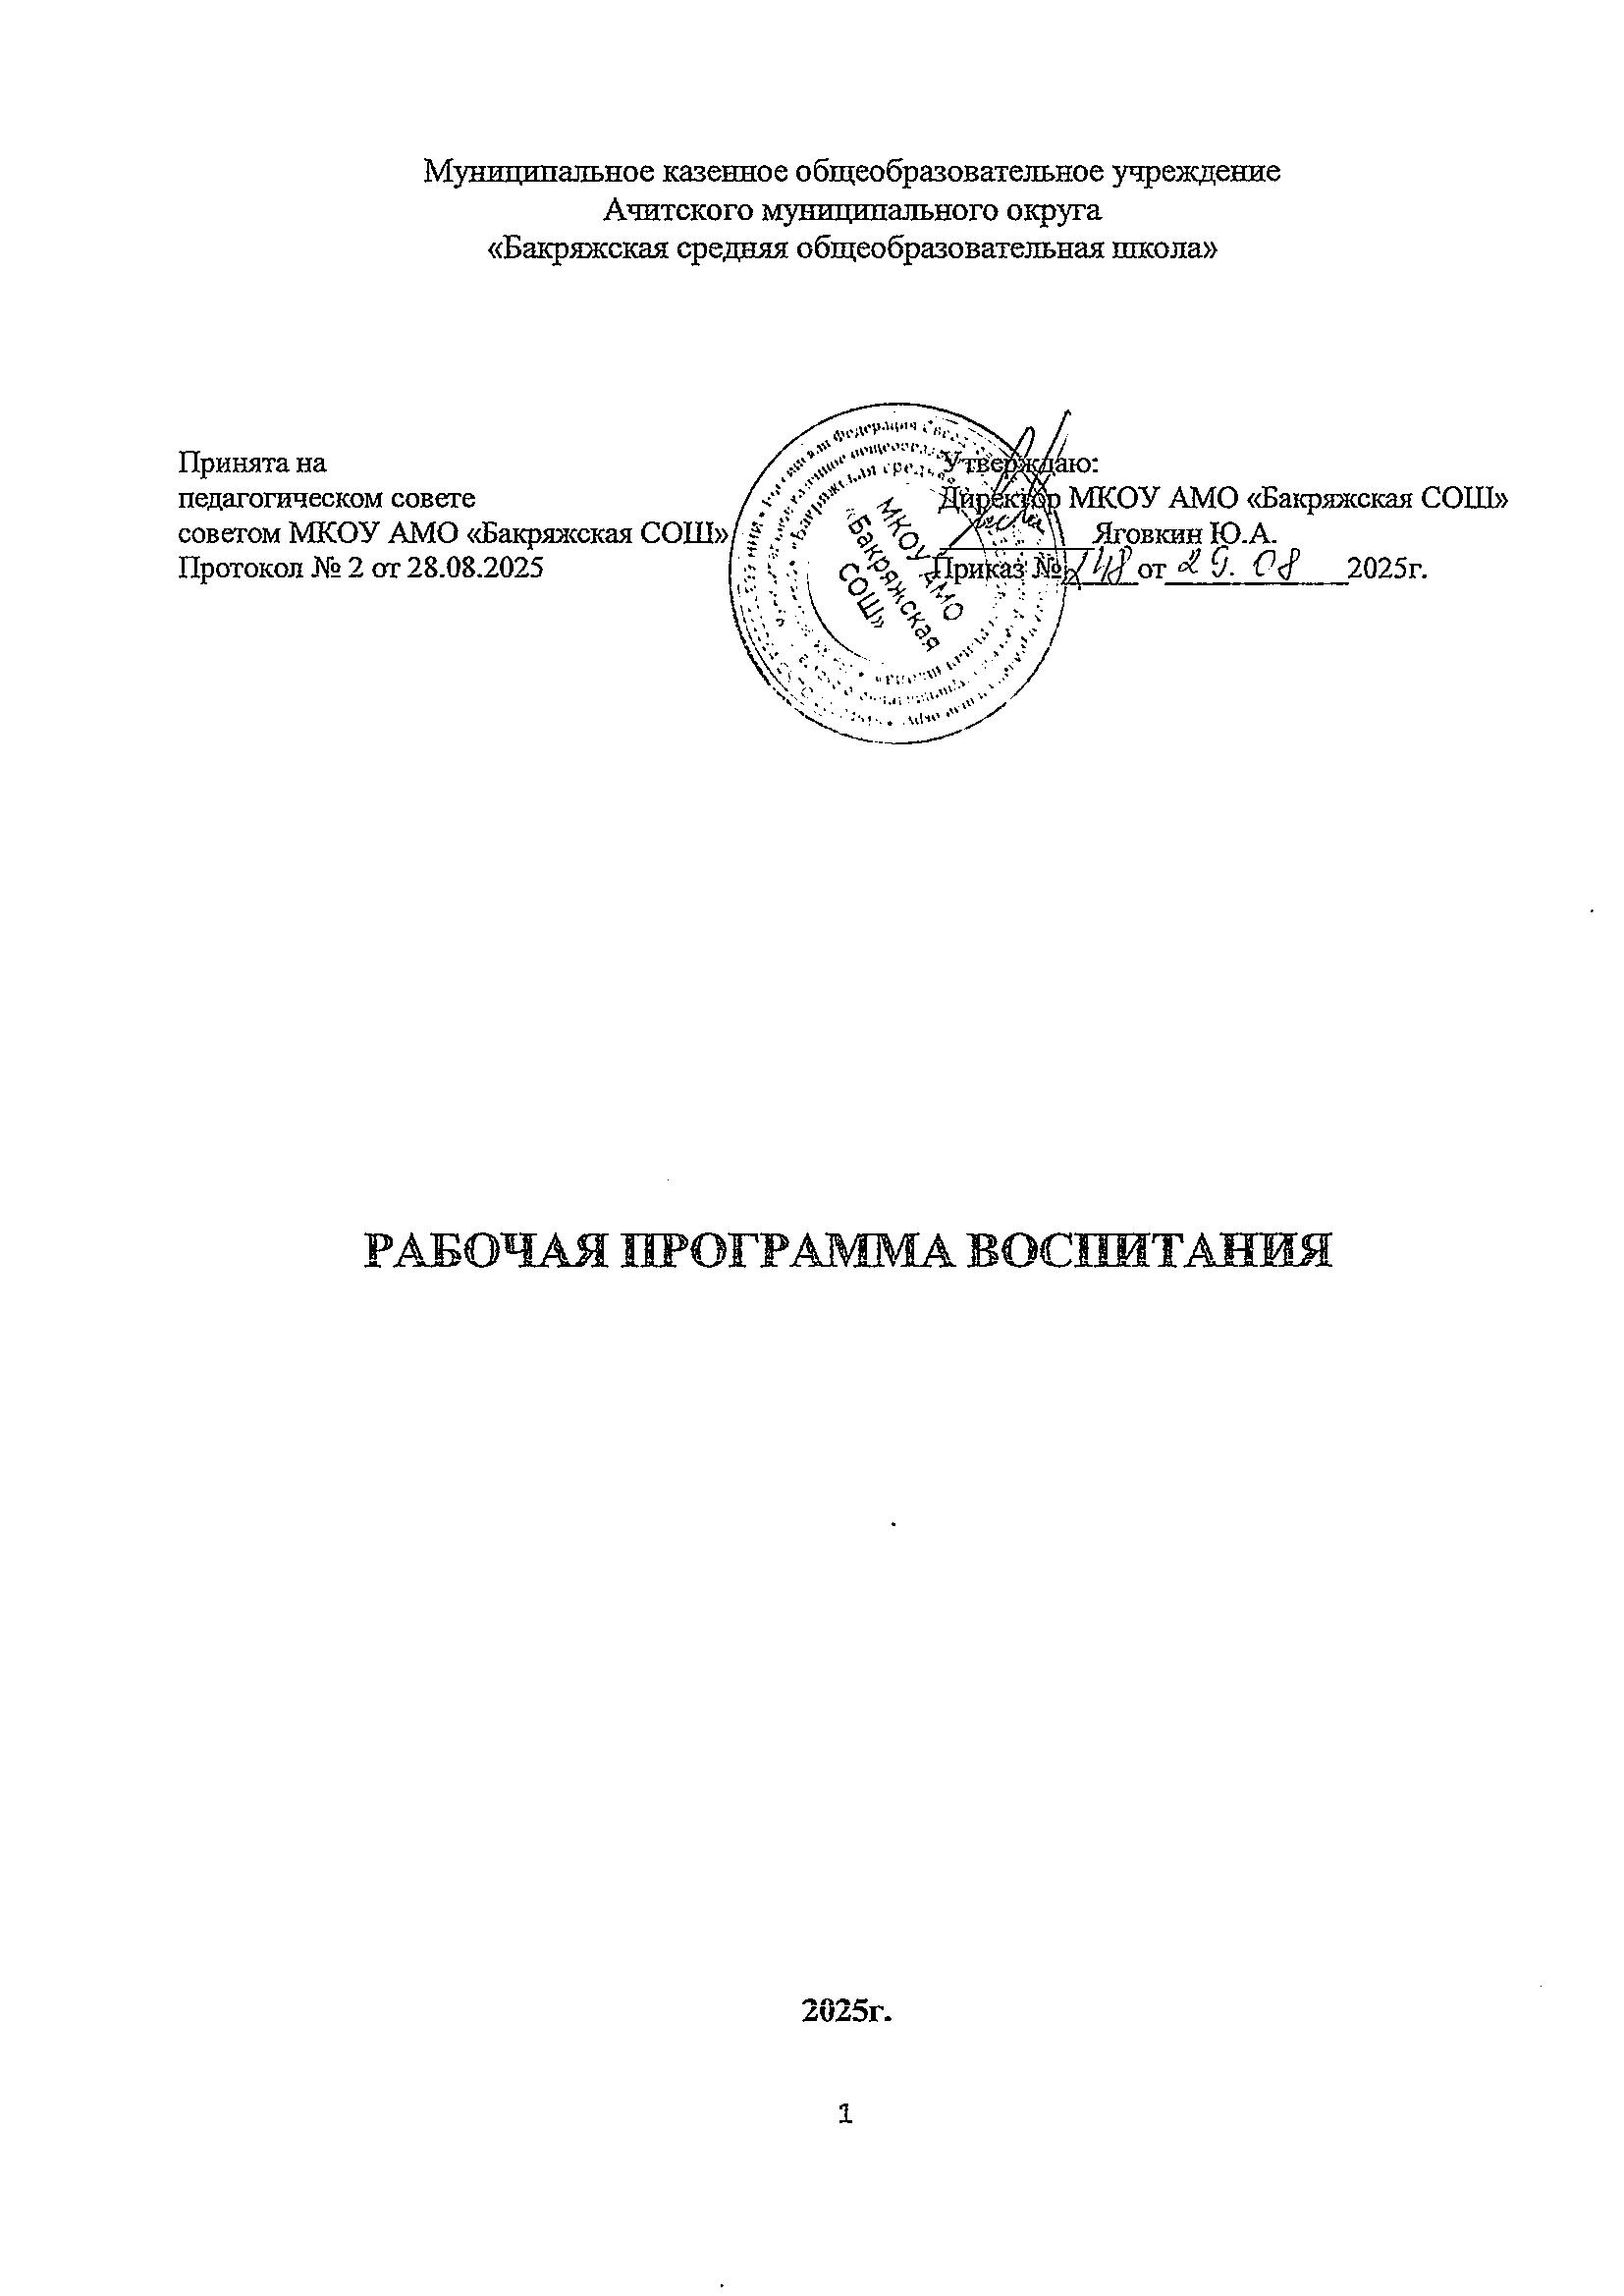 Муниципальное казенное общеобразовательное учреждение
Ачитского муниципального округа
«Бакряжская средняя общеобразовательная школа»
Принята на
педагогическом совете
советом МКОУ АМО «Бакряжская СОШ»
Протокол № 2 от 28.08.2025
Утверждаю:
Директор МКОУ АМО «Бакряжская СОШ»
Яговкин Ю.А.
Приказ № 248 от 29.08 2025г.
МКОУ АМО
«Бакряжская
СОШ»
РАБОЧАЯ ПРОГРАММА ВОСПИТАНИЯ
2025г.
1